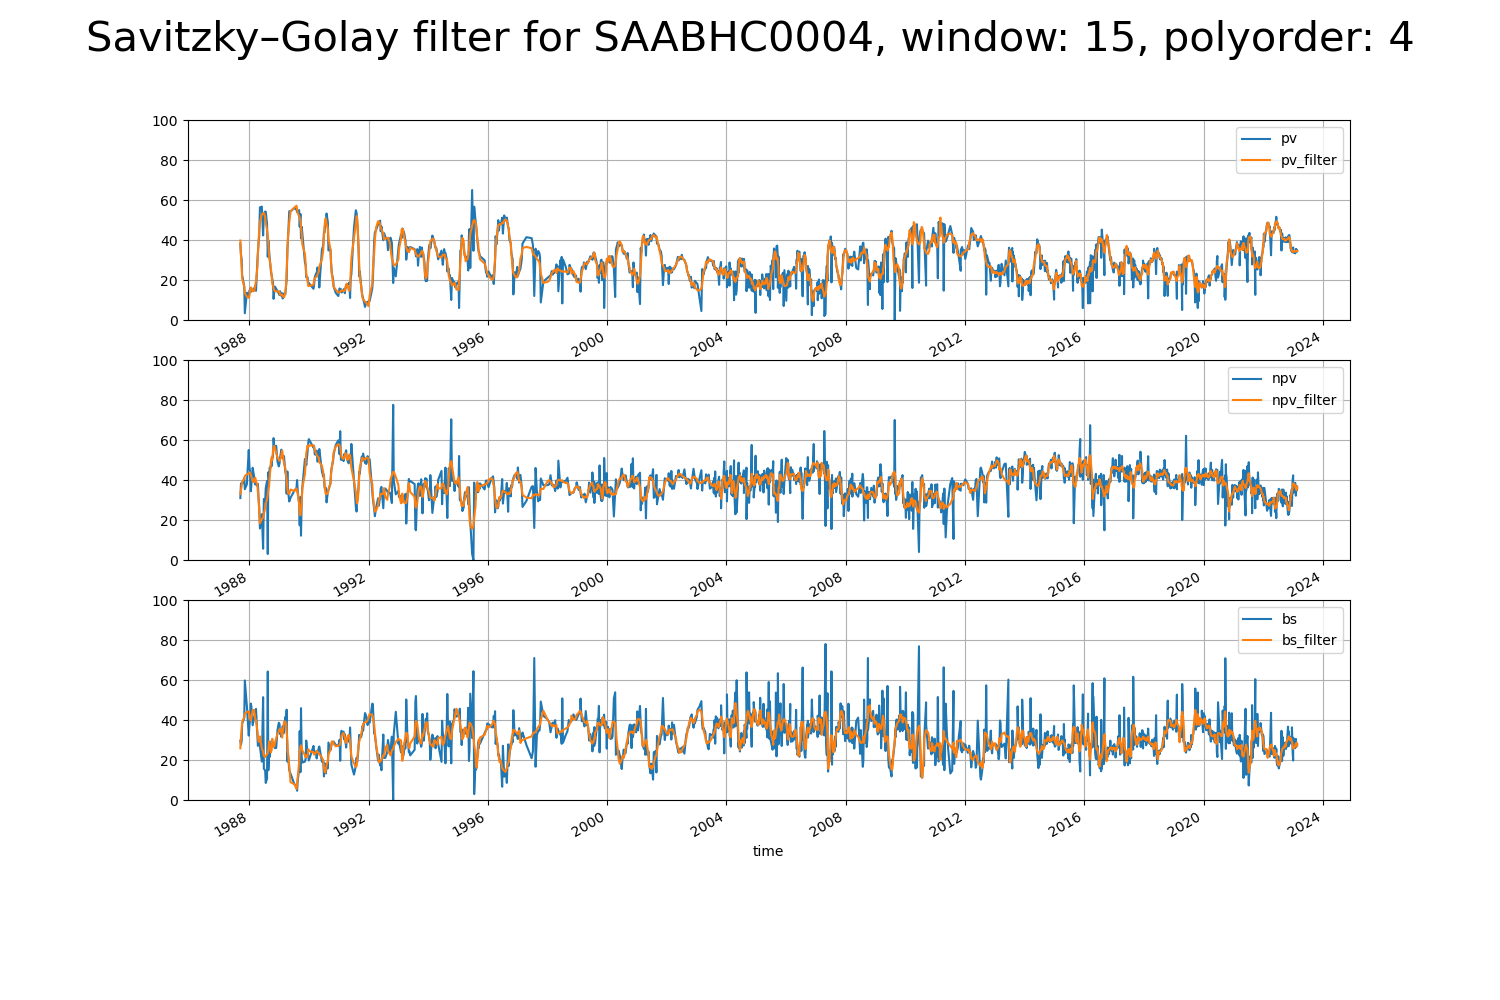 Savitzky–Golay filter for SAABHC0004, window: 15, polyorder: 4
100
80
60
40
20
0
pv
pv_filter
1988 1992 1996 2000 2004 2008 2012 2016 2020 2024
100
80
60
40
20
0
npv
npv_filter
1988 1992 1996 2000 2004 2008 2012 2016 2020 2024
100
80
60
40
20
0
bs
bs_filter
1988 1992 1996 2000 2004 2008 2012 2016 2020 2024
time